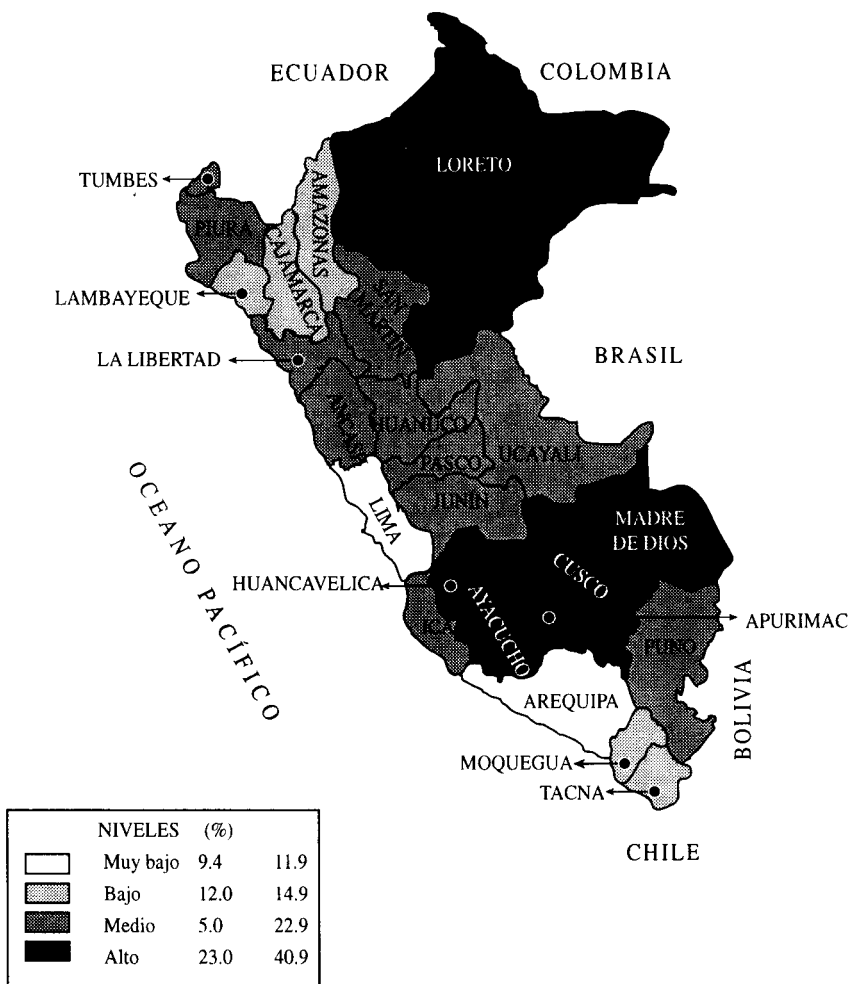 ECUADOR
COLOMBIA
LORETO
TUMBES
AMAZONAS
PIURA
CAJAMARCA
SAN
MARTIN
LAMBAYEQUE
BRASIL
LA LIBERTAD
ANCASH
HUANUCO
UCAYALI
PASCO
JUNÍN
OCEANO PACÍFICO
LIMA
MADRE
DE DIOS
CUSCO
HUANCAVELICA
AYACUCHO
APURIMAC
ICA
PUNO
AREQUIPA
BOLIVIA
MOQUEGUA
TACNA
CHILE
NIVELES (%)
Muy bajo 9.4 11.9
Bajo 12.0 14.9
Medio 5.0 22.9
Alto 23.0 40.9